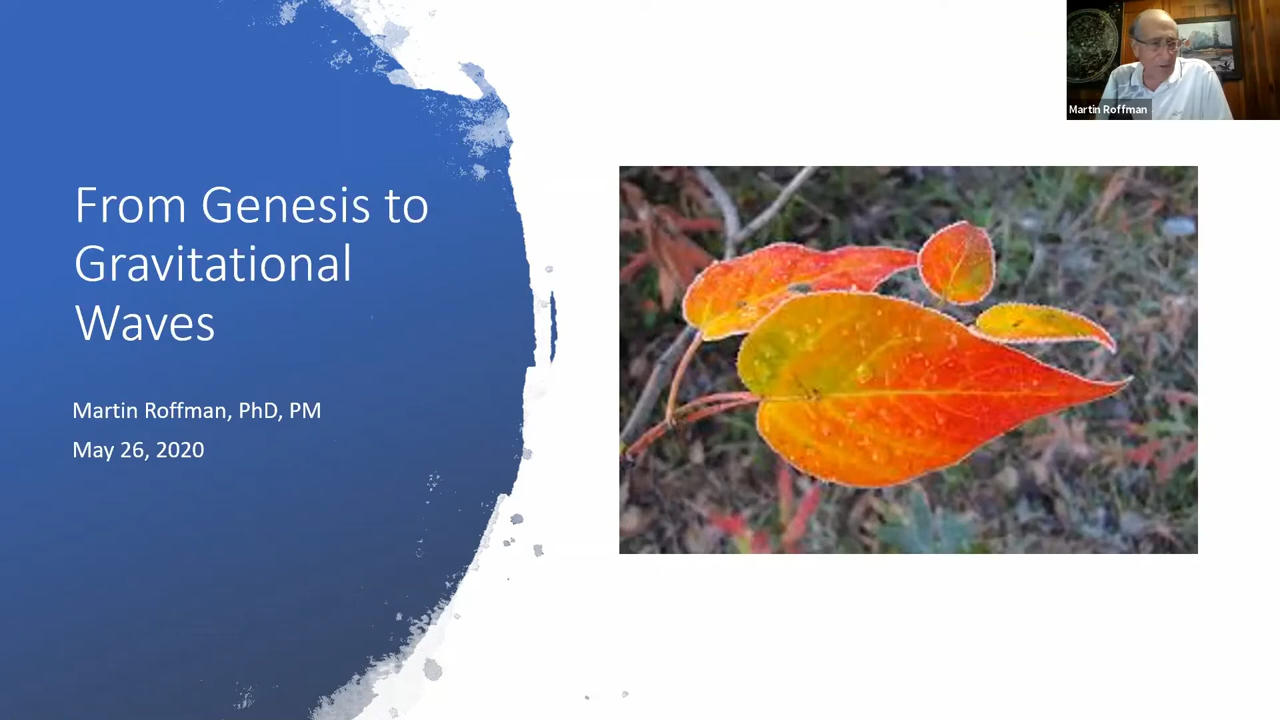 From Genesis to
Gravitational
Waves
Martin Roffman, PhD, PM
May 26, 2020
Martin Roffman